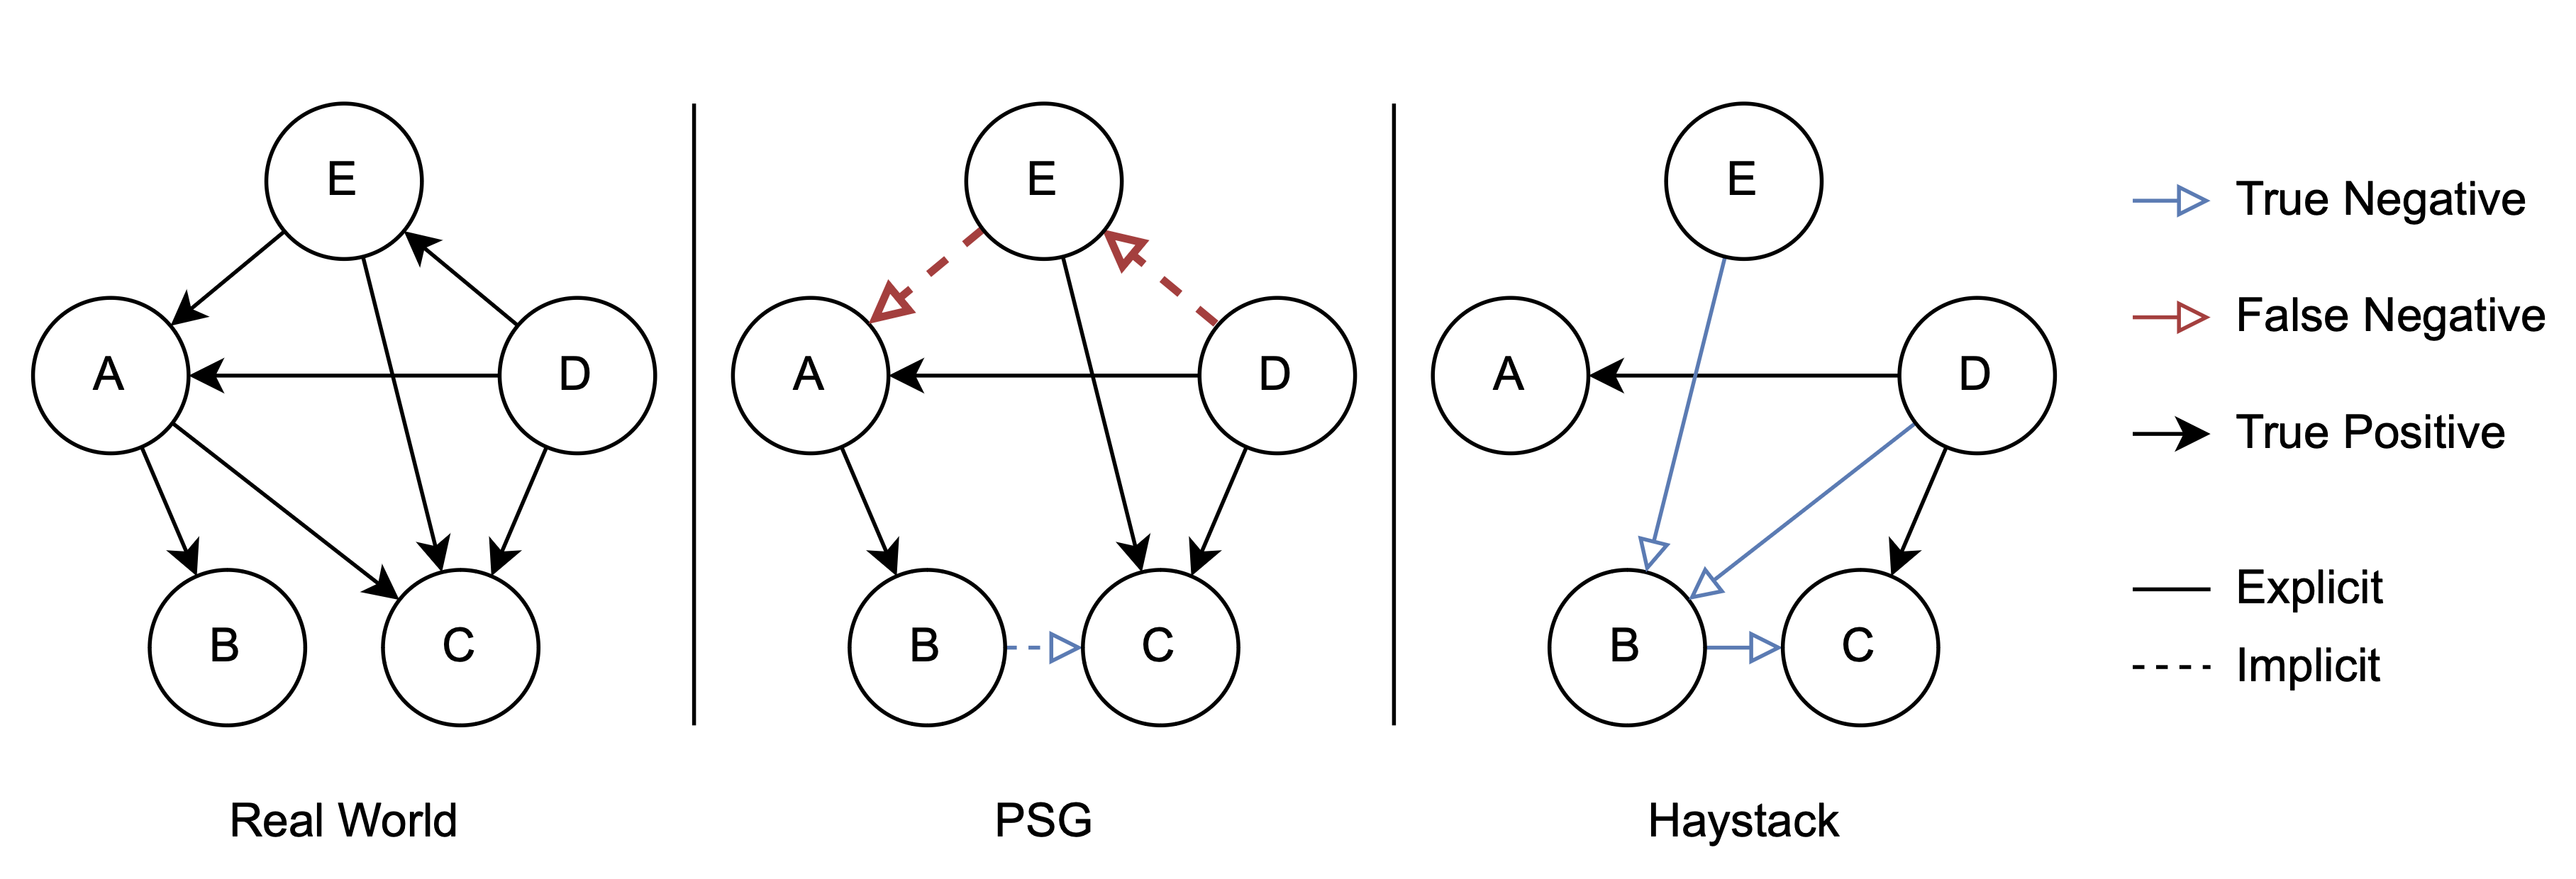 E
A
D
B
C
Real World
E
A
D
B
C
PSG
E
A
D
B
C
Haystack
True Negative
False Negative
True Positive
Explicit
Implicit